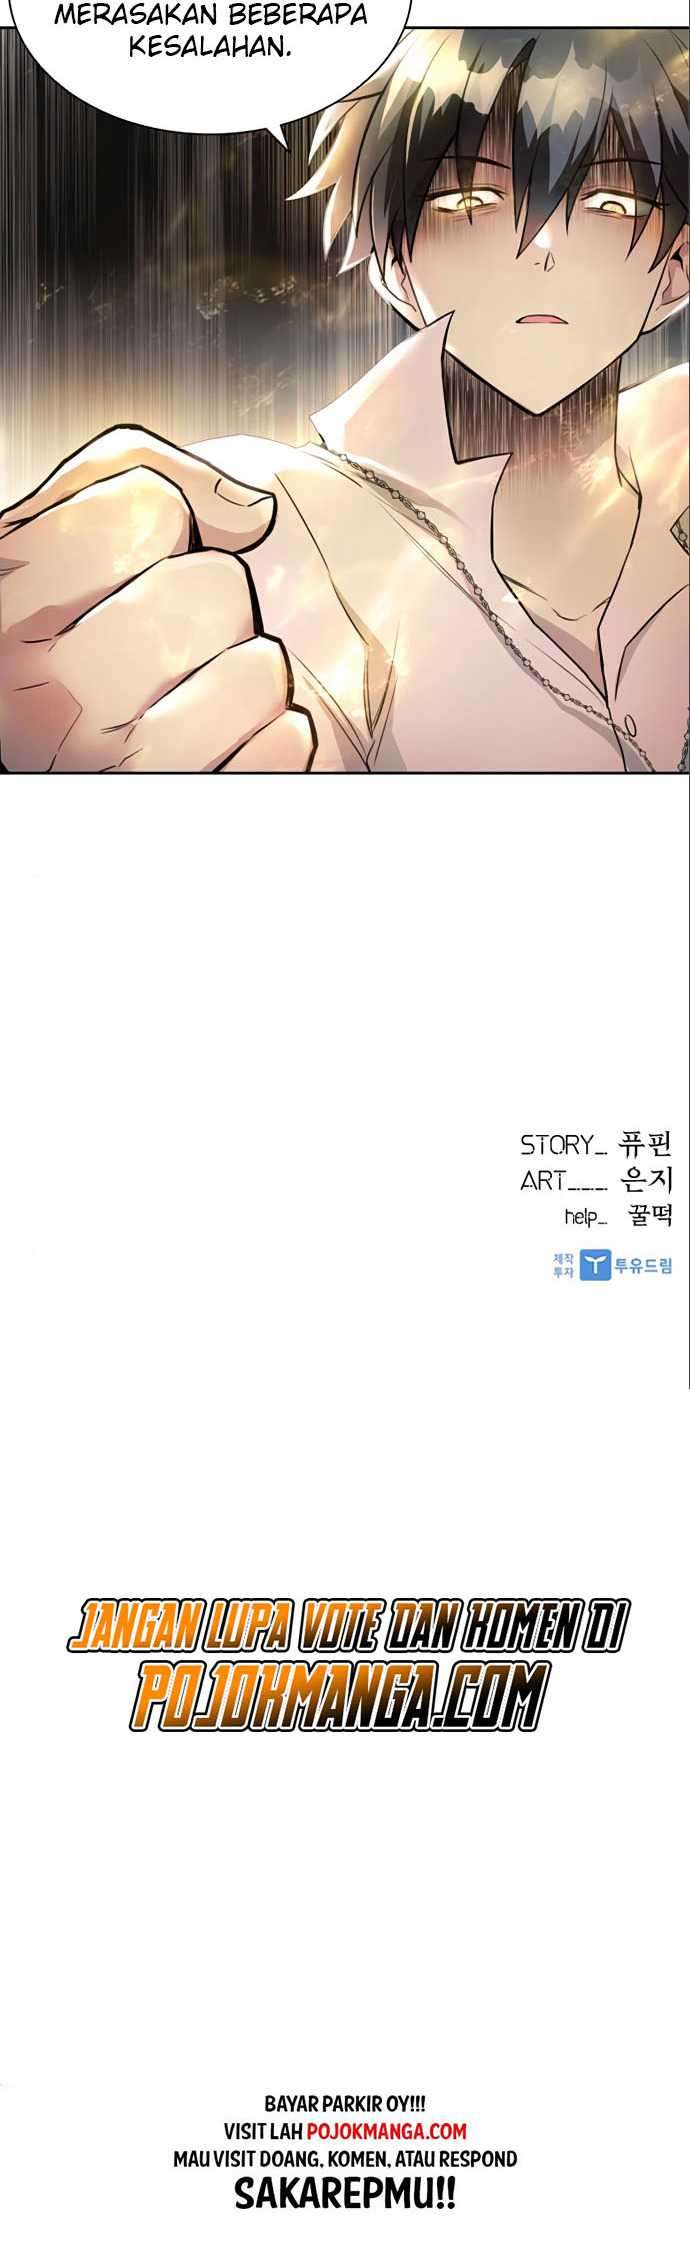 MERASAKAN BEBERAPA
KESALAHAN.
STORY_ 퓨핀
ART___ 은지
help_ 꿀떡
제작
투자
투유드림
JANGAN LUPA VOTE DAN KOMEN DI
POJOKMANGA.COM
BAYAR PARKIR OY!!!
VISIT LAH POJOKMANGA.COM
MAU VISIT DOANG, KOMEN, ATAU RESPOND
SAKAREPMU!!